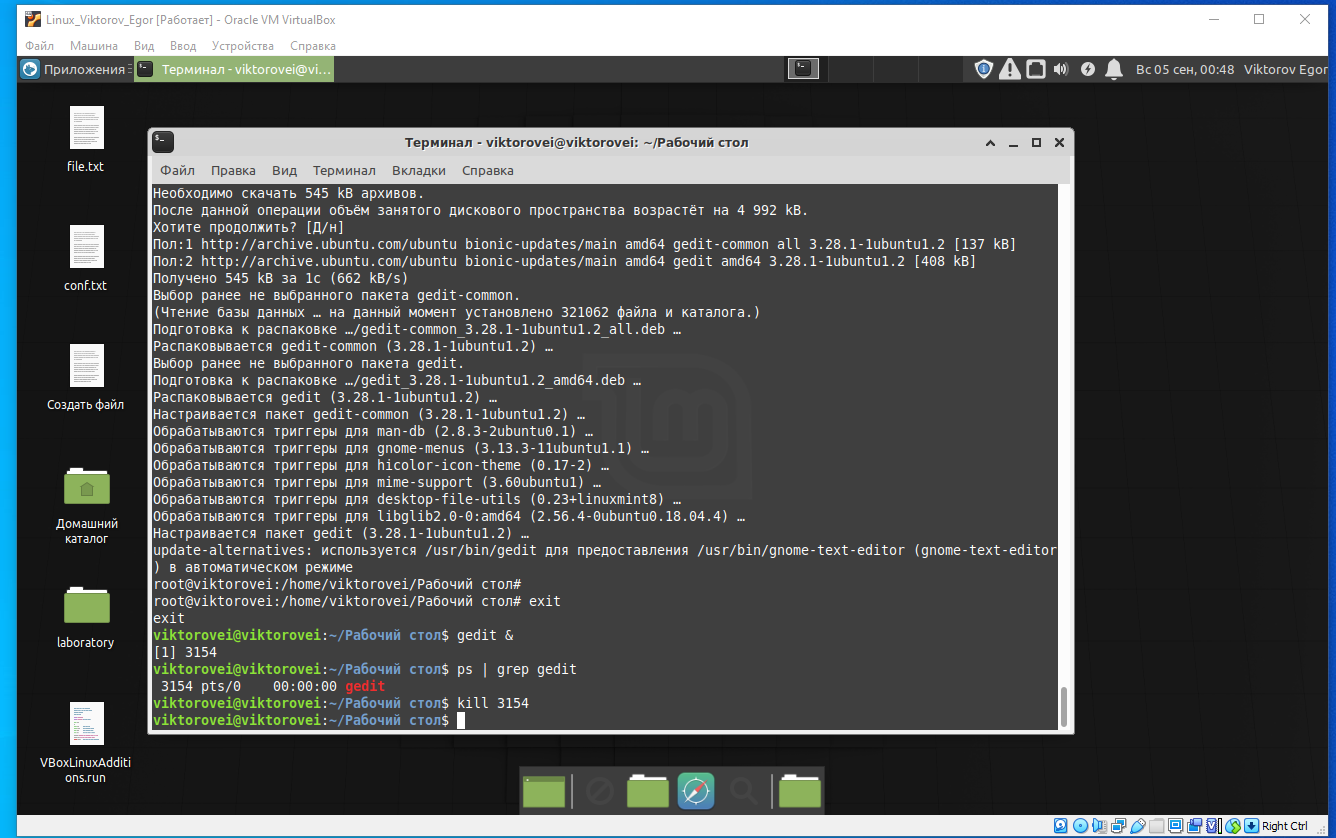 Linux_Viktorov_Egor [Работает] - Oracle VM VirtualBox
Файл Машина Вид Ввод Устройства Справка
Приложения Терминал - viktorovei@vi... Вс 05 сен, 00:48 Viktorov Egor
file.txt
conf.txt
Создать файл
Домашний
каталог
laboratory
VBoxLinuxAdditi
ons.run
Терминал - viktorovei@viktorovei: ~/Рабочий стол
Файл Правка Вид Терминал Вкладки Справка
Необходимо скачать 545 kB архивов.
После данной операции объём занятого дискового пространства возрастёт на 4 992 kB.
Хотите продолжить? [Д/н]
Пол:1 http://archive.ubuntu.com/ubuntu bionic-updates/main amd64 gedit-common all 3.28.1-1ubuntu1.2 [137 kB]
Пол:2 http://archive.ubuntu.com/ubuntu bionic-updates/main amd64 gedit amd64 3.28.1-1ubuntu1.2 [408 kB]
Получено 545 kB за 1с (662 kB/s)
Выбор ранее не выбранного пакета gedit-common.
(Чтение базы данных … на данный момент установлено 321062 файла и каталога.)
Подготовка к распаковке …/gedit-common_3.28.1-1ubuntu1.2_all.deb …
Распаковывается gedit-common (3.28.1-1ubuntu1.2) …
Выбор ранее не выбранного пакета gedit.
Подготовка к распаковке …/gedit_3.28.1-1ubuntu1.2_amd64.deb …
Распаковывается gedit (3.28.1-1ubuntu1.2) …
Настраивается пакет gedit-common (3.28.1-1ubuntu1.2) …
Обрабатываются триггеры для man-db (2.8.3-2ubuntu0.1) …
Обрабатываются триггеры для gnome-menus (3.13.3-11ubuntu1.1) …
Обрабатываются триггеры для hicolor-icon-theme (0.17-2) …
Обрабатываются триггеры для mime-support (3.60ubuntu1) …
Обрабатываются триггеры для desktop-file-utils (0.23+linuxmint8) …
Обрабатываются триггеры для libglib2.0-0:amd64 (2.56.4-0ubuntu0.18.04.4) …
Настраивается пакет gedit (3.28.1-1ubuntu1.2) …
update-alternatives: используется /usr/bin/gedit для предоставления /usr/bin/gnome-text-editor (gnome-text-editor
) в автоматическом режиме
root@viktorovei:/home/viktorovei/Рабочий стол#
root@viktorovei:/home/viktorovei/Рабочий стол# exit
exit
viktorovei@viktorovei:~/Рабочий стол$ gedit &
[1] 3154
viktorovei@viktorovei:~/Рабочий стол$ ps | grep gedit
3154 pts/0 00:00:00 gedit
viktorovei@viktorovei:~/Рабочий стол$ kill 3154
viktorovei@viktorovei:~/Рабочий стол$
Right Ctrl